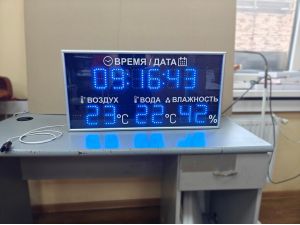 ВРЕМЯ / ДАТА
09:16:43
ВОЗДУХ ВОДА ВЛАЖНОСТЬ
23°C 22°C 42%